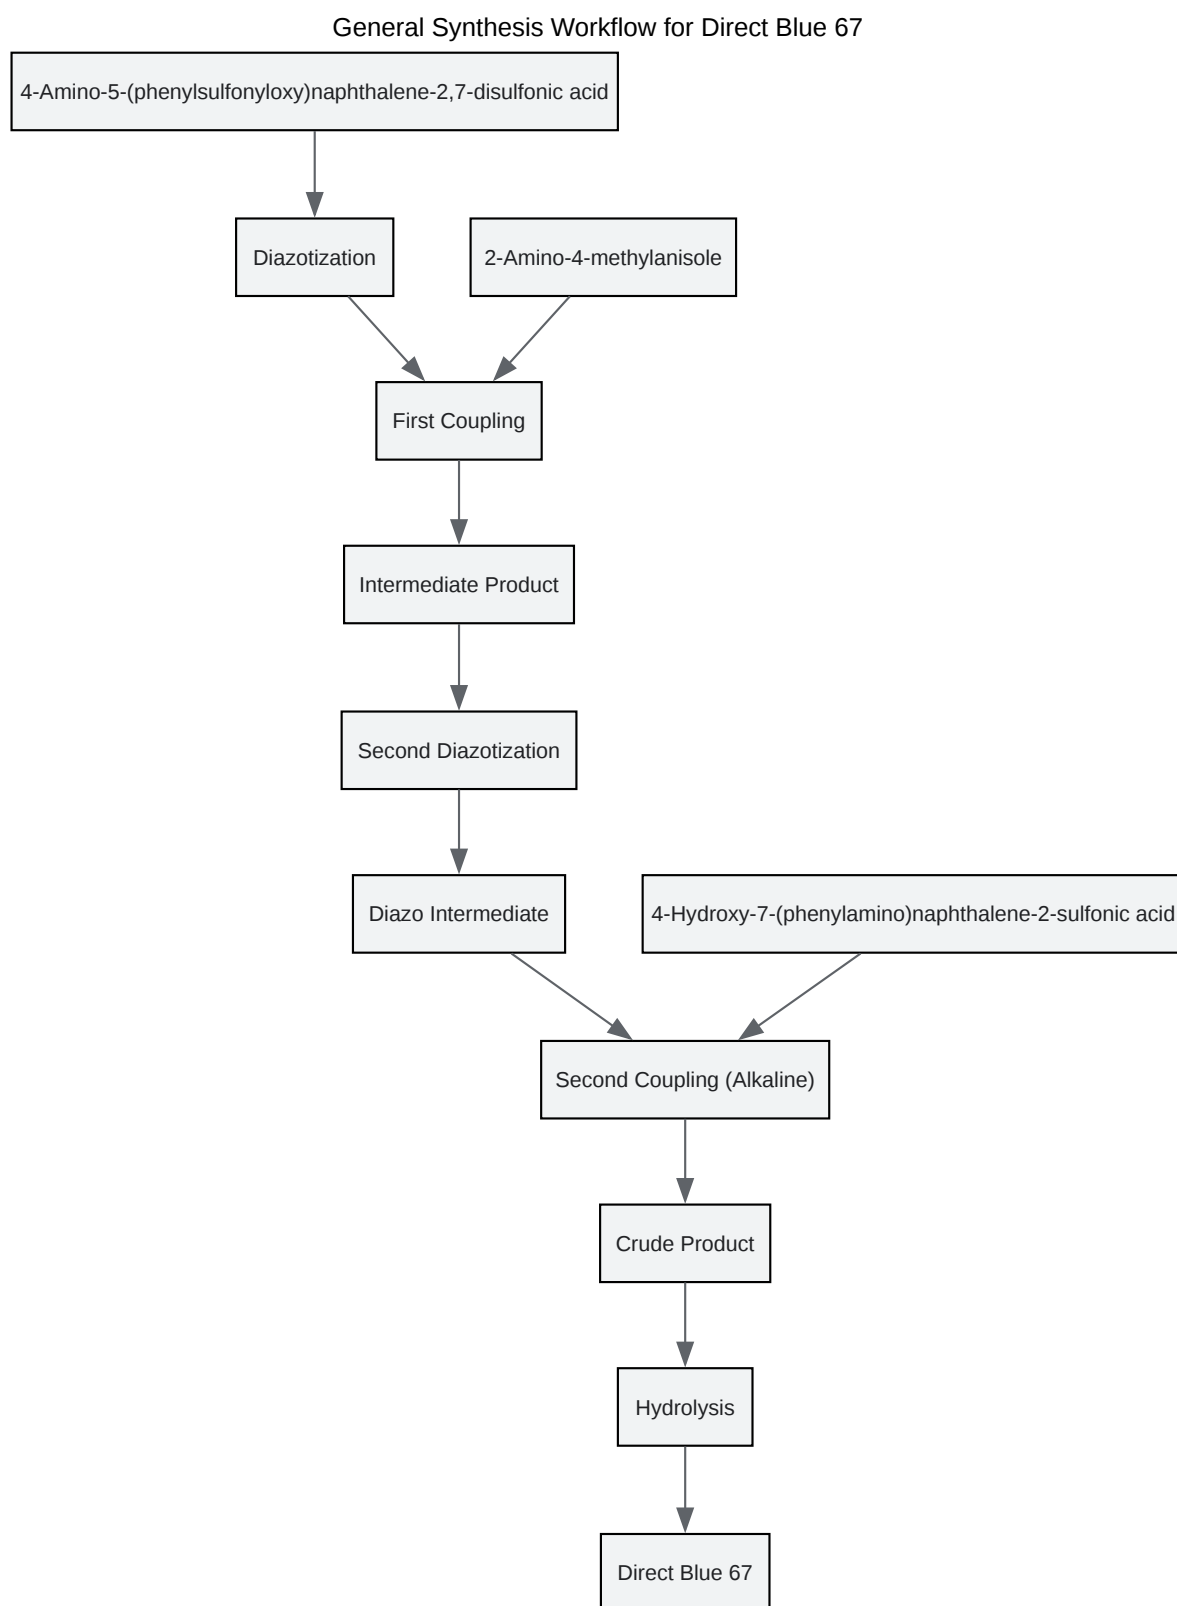 General Synthesis Workflow for Direct Blue 67
4-Amino-5-(phenylsulfonyloxy)naphthalene-2,7-disulfonic acid
Diazotization
2-Amino-4-methylanisole
First Coupling
Intermediate Product
Second Diazotization
Diazo Intermediate
4-Hydroxy-7-(phenylamino)naphthalene-2-sulfonic acid
Second Coupling (Alkaline)
Crude Product
Hydrolysis
Direct Blue 67